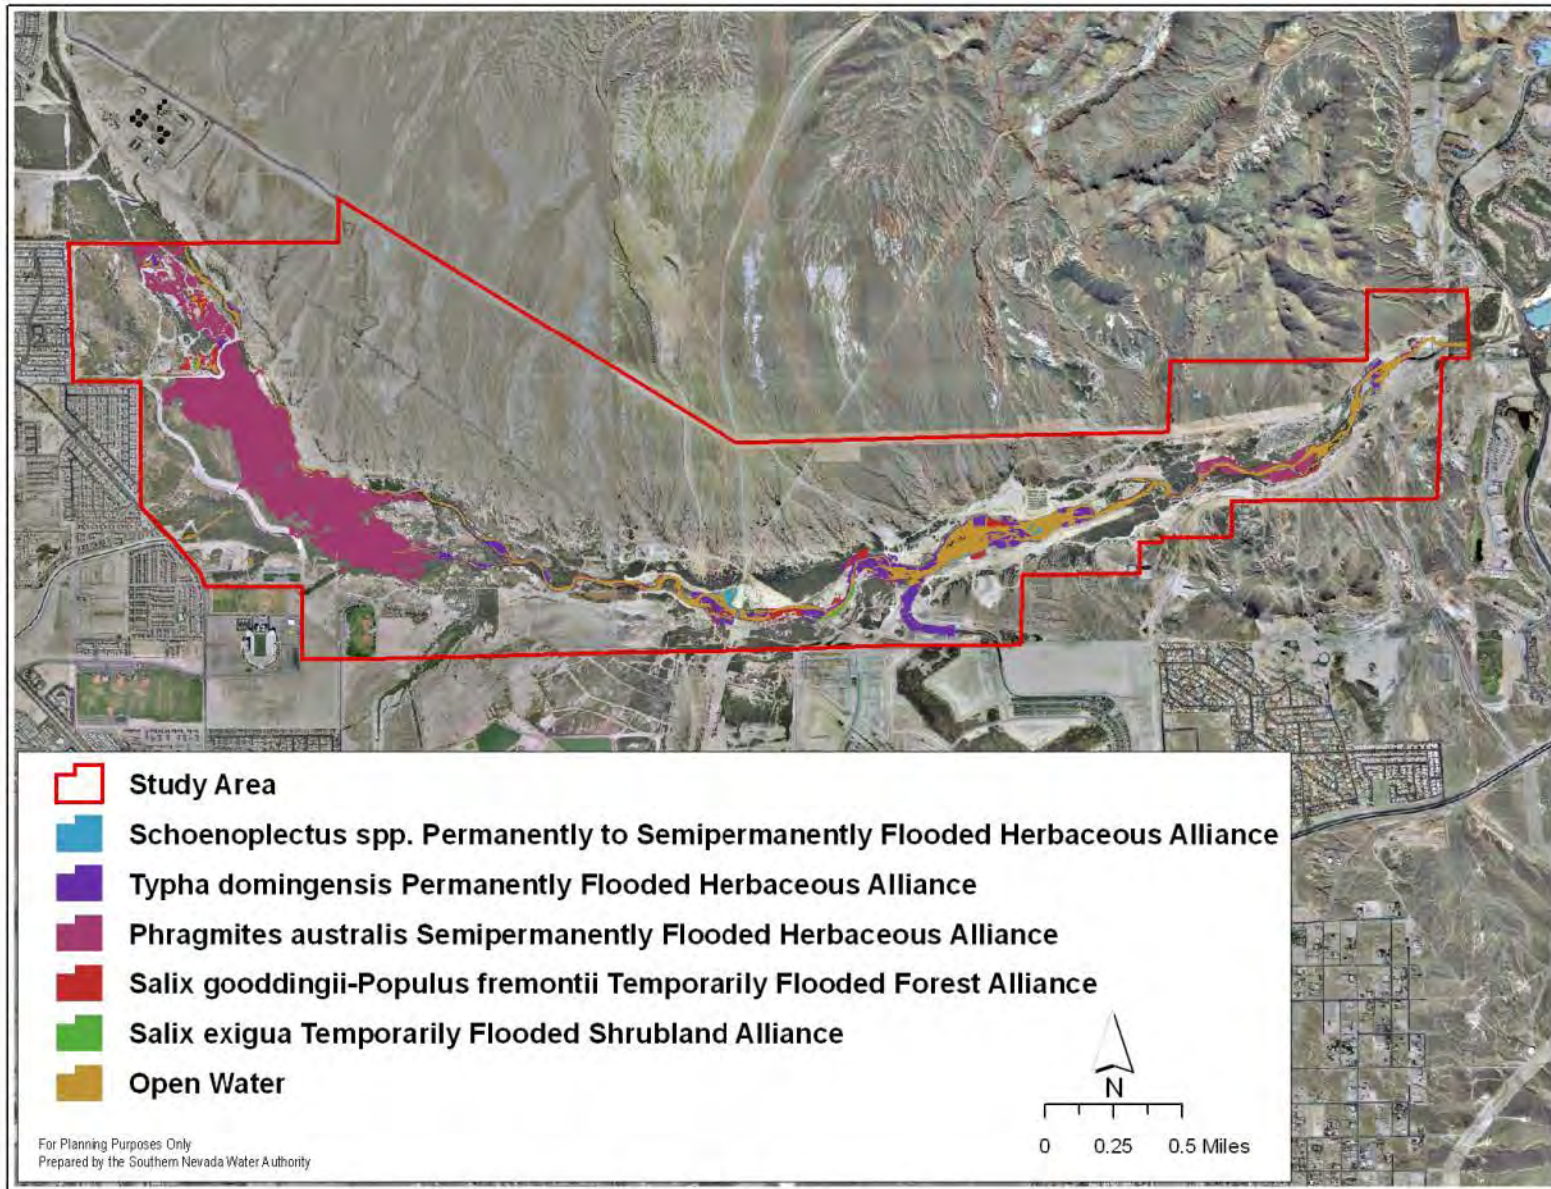 Study Area
Schoenoplectus spp. Permanently to Semipermanently Flooded Herbaceous Alliance
Typha domingensis Permanently Flooded Herbaceous Alliance
Phragmites australis Semipermanently Flooded Herbaceous Alliance
Salix gooddingii-Populus fremontii Temporarily Flooded Forest Alliance
Salix exigua Temporarily Flooded Shrubland Alliance
Open Water
N
0 0.25 0.5 Miles
For Planning Purposes Only
Prepared by the Southern Nevada Water Authority